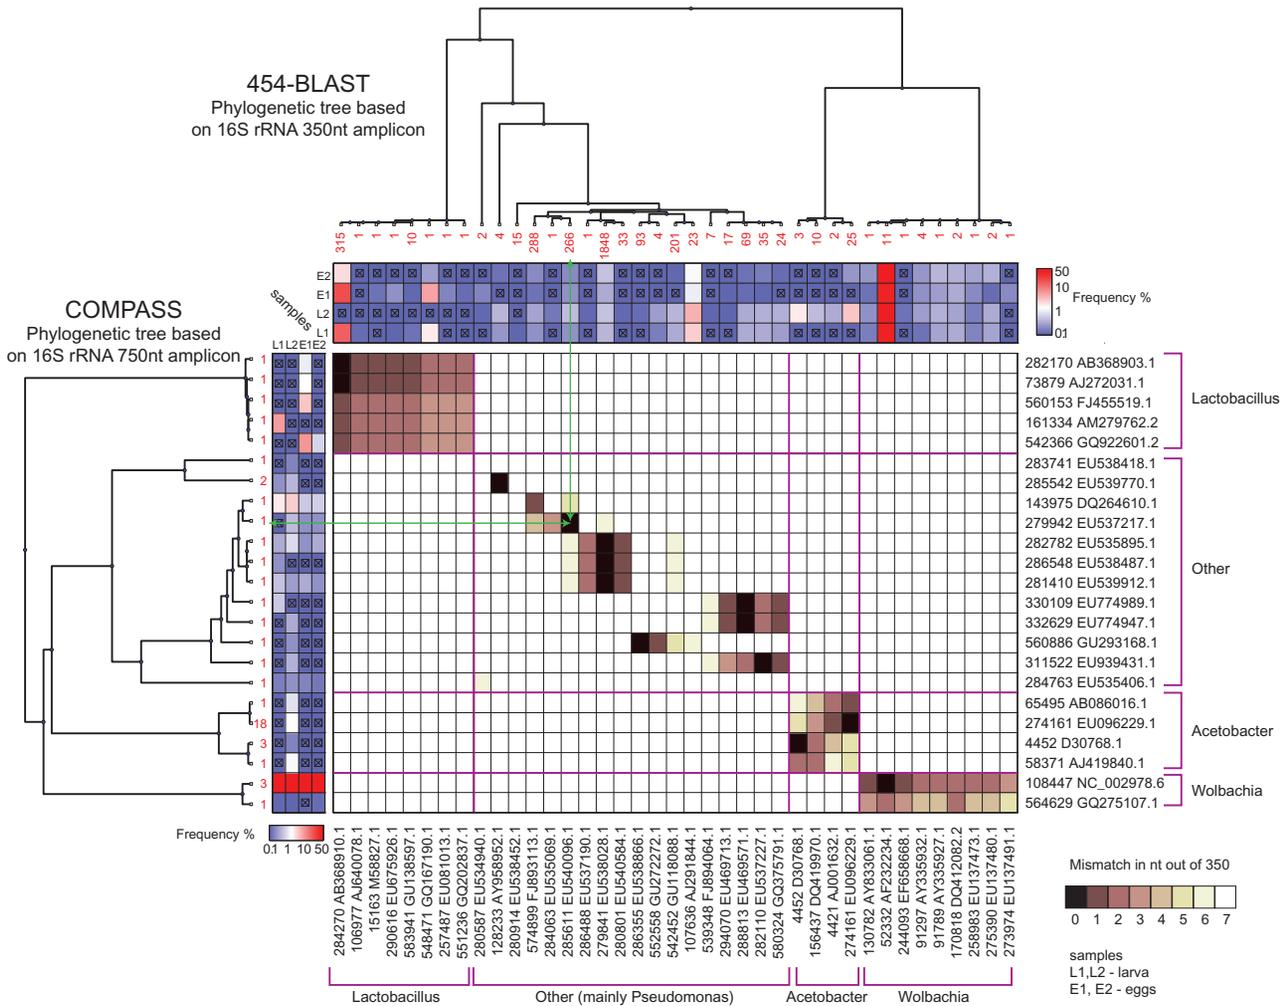 454-BLAST
Phylogenetic tree based
on 16S rRNA 350nt amplicon
315 1 1 1 10 1 1 1 2 4 15 288 1 266 1 1848 33 93 4 201 23 7 17 69 35 24 3 10 2 25 1 11 1 4 1 2 1 2 1
E2
E1
L2
L1
samples
50
10
1
01
Frequency %
COMPASS
Phylogenetic tree based
on 16S rRNA 750nt amplicon
L1 L2 E1 E2
1 282170 AB368903.1
1 73879 AJ272031.1
1 560153 FJ455519.1
1 161334 AM279762.2
1 542366 GQ922601.2
Lactobacillus
1 283741 EU538418.1
2 285542 EU539770.1
1 143975 DQ264610.1
1 279942 EU537217.1
1 282782 EU535895.1
1 286548 EU538487.1
1 281410 EU539912.1
1 330109 EU774989.1
1 332629 EU774947.1
1 560886 GU293168.1
1 311522 EU939431.1
1 284763 EU535406.1
Other
1 65495 AB086016.1
18 274161 EU096229.1
3 4452 D30768.1
1 58371 AJ419840.1
Acetobacter
3 108447 NC_002978.6
1 564629 GQ275107.1
Wolbachia
Frequency %
0.1 1 10 50
284270 AB368910.1
106977 AJ640078.1
15163 M58827.1
290616 EU675926.1
583941 GU138597.1
548471 GQ167190.1
257487 EU081013.1
551236 GQ202837.1
280587 EU534940.1
128233 AY958952.1
280914 EU538452.1
574899 FJ893113.1
284063 EU539069.1
285611 EU540096.1
286488 EU537190.1
279841 EU538028.1
280801 EU540584.1
286355 EU538866.1
552558 GU272272.1
542452 GU118088.1
107636 AJ291844.1
539348 FJ894064.1
294070 EU469713.1
288813 EU469571.1
282110 EU537227.1
580324 GQ375791.1
4452 D30768.1
156437 DQ419970.1
4421 AJ001632.1
274161 EU096229.1
130782 AY833061.1
52332 AF232234.1
244093 EF658668.1
91297 AY335932.1
91789 AY335927.1
170818 DQ412082.2
258983 EU137473.1
275390 EU137480.1
273974 EU137491.1
Lactobacillus
Other (mainly Pseudomonas)
Acetobacter
Wolbachia
Mismatch in nt out of 350
0 1 2 3 4 5 6 7
samples
L1,L2 - larva
E1, E2 - eggs